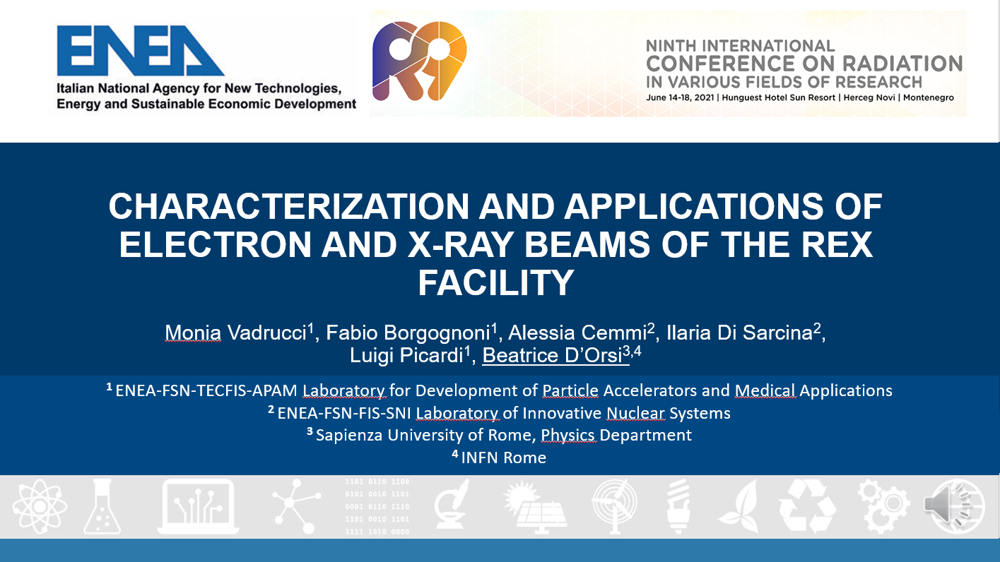 ENEA
Italian National Agency for New Technologies,
Energy and Sustainable Economic Development
R9
NINTH INTERNATIONAL
CONFERENCE ON RADIATION
IN VARIOUS FIELDS OF RESEARCH
June 14-18, 2021 | Hunguest Hotel Sun Resort | Herceg Novi | Montenegro
CHARACTERIZATION AND APPLICATIONS OF
ELECTRON AND X-RAY BEAMS OF THE REX
FACILITY
Monia Vadrucci¹, Fabio Borgognoni¹, Alessia Cemmi², Ilaria Di Sarcina²,
Luigi Picardi¹, Beatrice D’Orsi³,⁴
¹ ENEA-FSN-TECFIS-APAM Laboratory for Development of Particle Accelerators and Medical Applications
² ENEA-FSN-FIS-SNI Laboratory of Innovative Nuclear Systems
³ Sapienza University of Rome, Physics Department
⁴ INFN Rome
1101 0110 1100
0101 0010 1101
0001 0110 1110
1101 0010 1101
1111 1010 0000